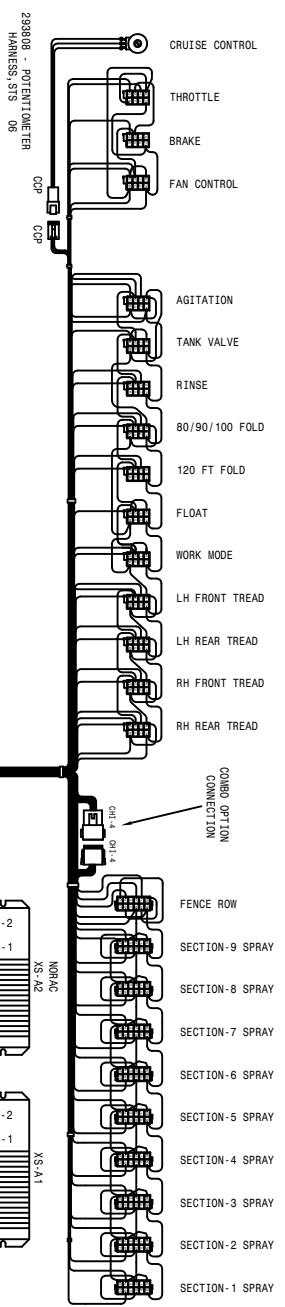 CRUISE CONTROL
THROTTLE
BRAKE
FAN CONTROL
293808 - POTENTIOMETER
HARNESS,STS 06
CCP
CCP
AGITATION
TANK VALVE
RINSE
80/90/100 FOLD
120 FT FOLD
FLOAT
WORK MODE
LH FRONT TREAD
LH REAR TREAD
RH FRONT TREAD
RH REAR TREAD
COMBO OPTION
CONNECTION
CHI-4
CHI-4
FENCE ROW
SECTION-9 SPRAY
SECTION-8 SPRAY
SECTION-7 SPRAY
SECTION-6 SPRAY
SECTION-5 SPRAY
SECTION-4 SPRAY
SECTION-3 SPRAY
SECTION-2 SPRAY
SECTION-1 SPRAY
NORAC
XS-A2
-2
-1
XS-A1
-2
-1